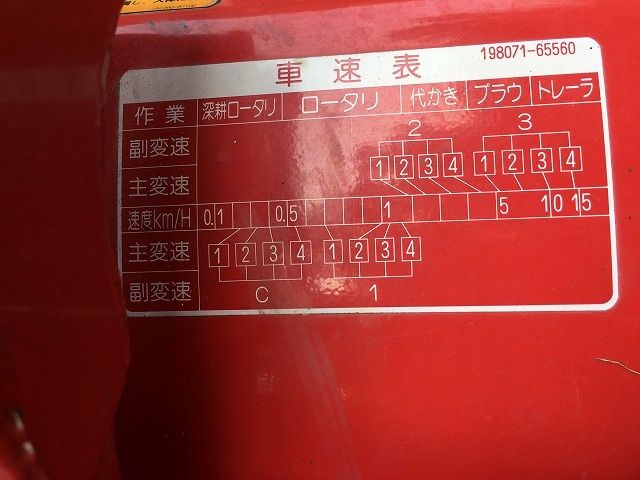 車速表 198071-65560
作業 深耕ロータリ ロータリ 代かき プラウ トレーラ
副変速 2 3
主変速 1 2 3 4 1 2 3 4
速度km/H 0.1 0.5 1 5 10 15
主変速 1 2 3 4 1 2 3 4
副変速 C 1